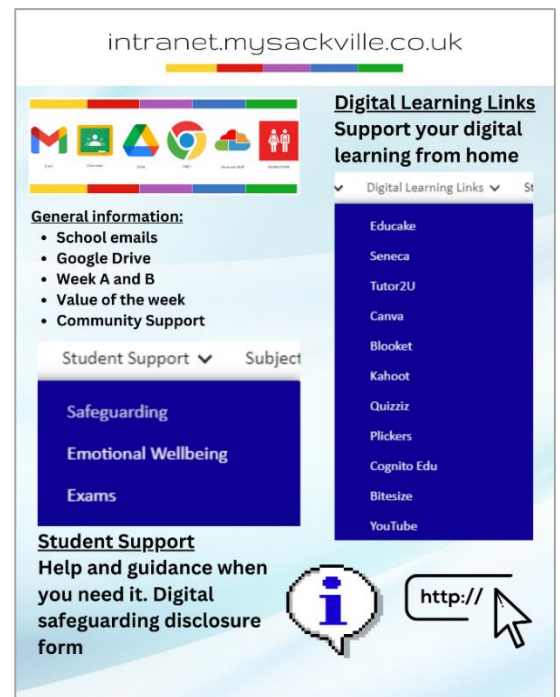 intranet.mysackville.co.uk
General information:
• School emails
• Google Drive
• Week A and B
• Value of the week
• Community Support
Student Support Subject
Safeguarding
Emotional Wellbeing
Exams
Student Support
Help and guidance when
you need it. Digital
safeguarding disclosure
form
Digital Learning Links
Support your digital
learning from home
Digital Learning Links St
Educake
Seneca
Tutor2U
Canva
Blooket
Kahoot
Quizziz
Plickers
Cognito Edu
Bitesize
YouTube
i
http://